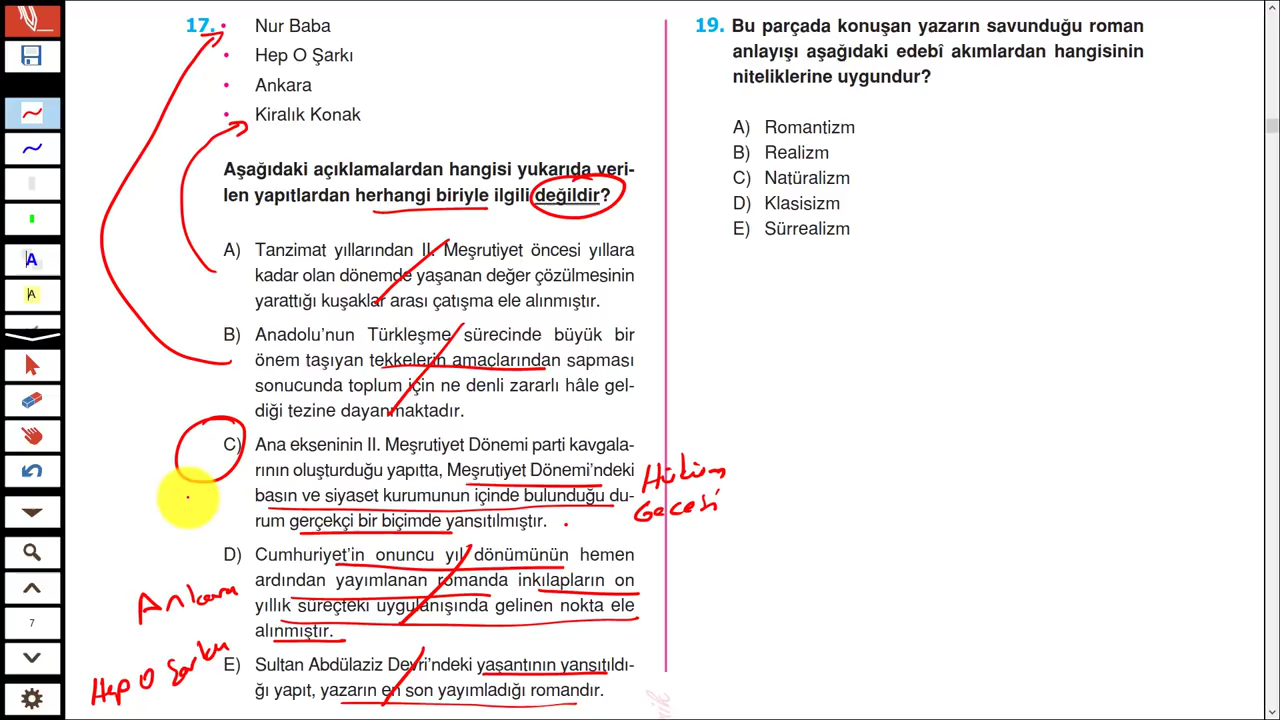 17. • Nur Baba
• Hep O Şarkı
• Ankara
• Kiralık Konak
Aşağıdaki açıklamalardan hangisi yukarıda veri-
len yapıtlardan herhangi biriyle ilgili değildir?
A) Tanzimat yıllarından II. Meşrutiyet öncesi yıllara
kadar olan dönemde yaşanan değer çözülmesinin
yarattığı kuşaklar arası çatışma ele alınmıştır.
B) Anadolu'nun Türkleşme sürecinde büyük bir
önem taşıyan tekkelerin amaçlarından sapması
sonucunda toplum için ne denli zararlı hâle gel-
diği tezine dayanmaktadır.
C) Ana ekseninin II. Meşrutiyet Dönemi parti kavgala-
rının oluşturduğu yapıtta, Meşrutiyet Dönemi'ndeki
basın ve siyaset kurumunun içinde bulunduğu du-
rum gerçekçi bir biçimde yansıtılmıştır.
Hüküm
Gecesi
D) Cumhuriyet'in onuncu yıl dönümünün hemen
ardından yayımlanan romanda inkılapların on
yıllık süreçteki uygulanışında gelinen nokta ele
alınmıştır.
Ankara
E) Sultan Abdülaziz Devri'ndeki yaşantının yansıtıldı-
ğı yapıt, yazarın en son yayımladığı romandır.
Hep O Şarkı
19. Bu parçada konuşan yazarın savunduğu roman
anlayışı aşağıdaki edebî akımlardan hangisinin
niteliklerine uygundur?
A) Romantizm
B) Realizm
C) Natüralizm
D) Klasisizm
E) Sürrealizm
A
A
7